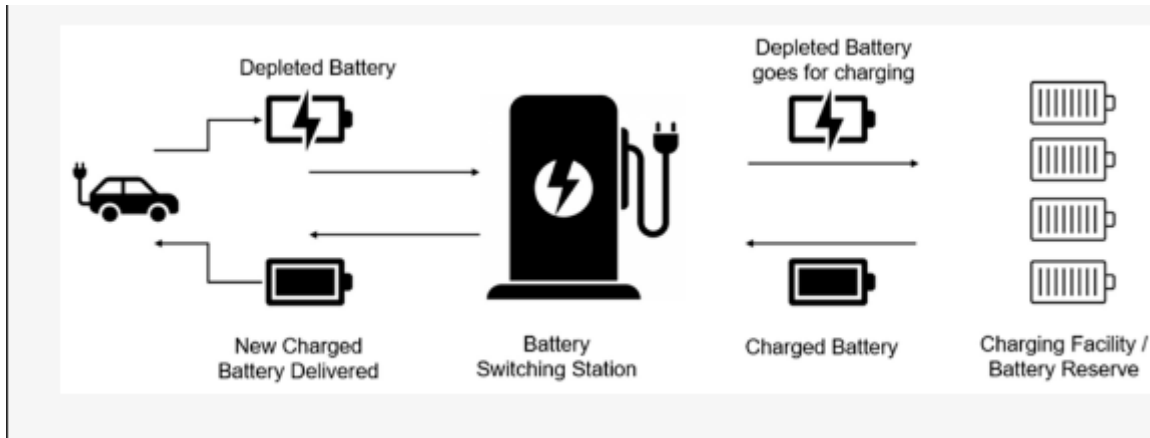 Depleted Battery
Depleted Battery
goes for charging
New Charged
Battery Delivered
Battery
Switching Station
Charged Battery
Charging Facility /
Battery Reserve